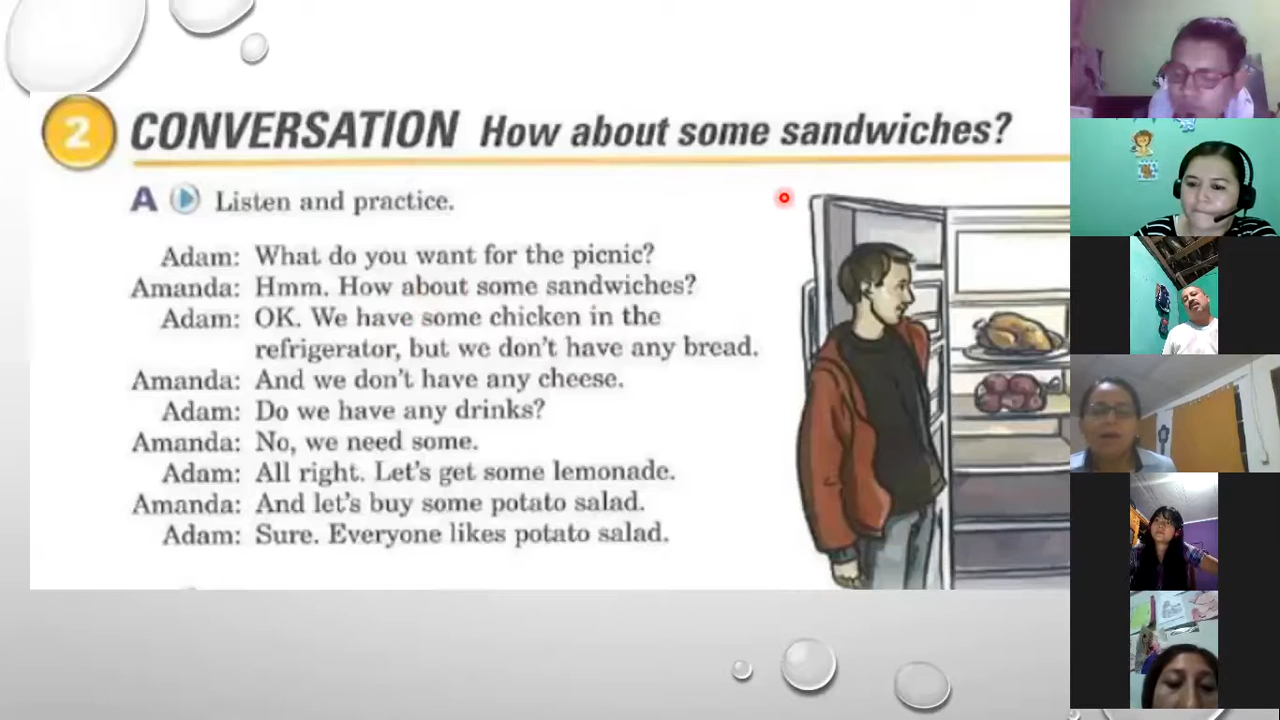 2 CONVERSATION How about some sandwiches?
A Listen and practice.
Adam: What do you want for the picnic?
Amanda: Hmm. How about some sandwiches?
Adam: OK. We have some chicken in the
refrigerator, but we don't have any bread.
Amanda: And we don't have any cheese.
Adam: Do we have any drinks?
Amanda: No, we need some.
Adam: All right. Let's get some lemonade.
Amanda: And let's buy some potato salad.
Adam: Sure. Everyone likes potato salad.